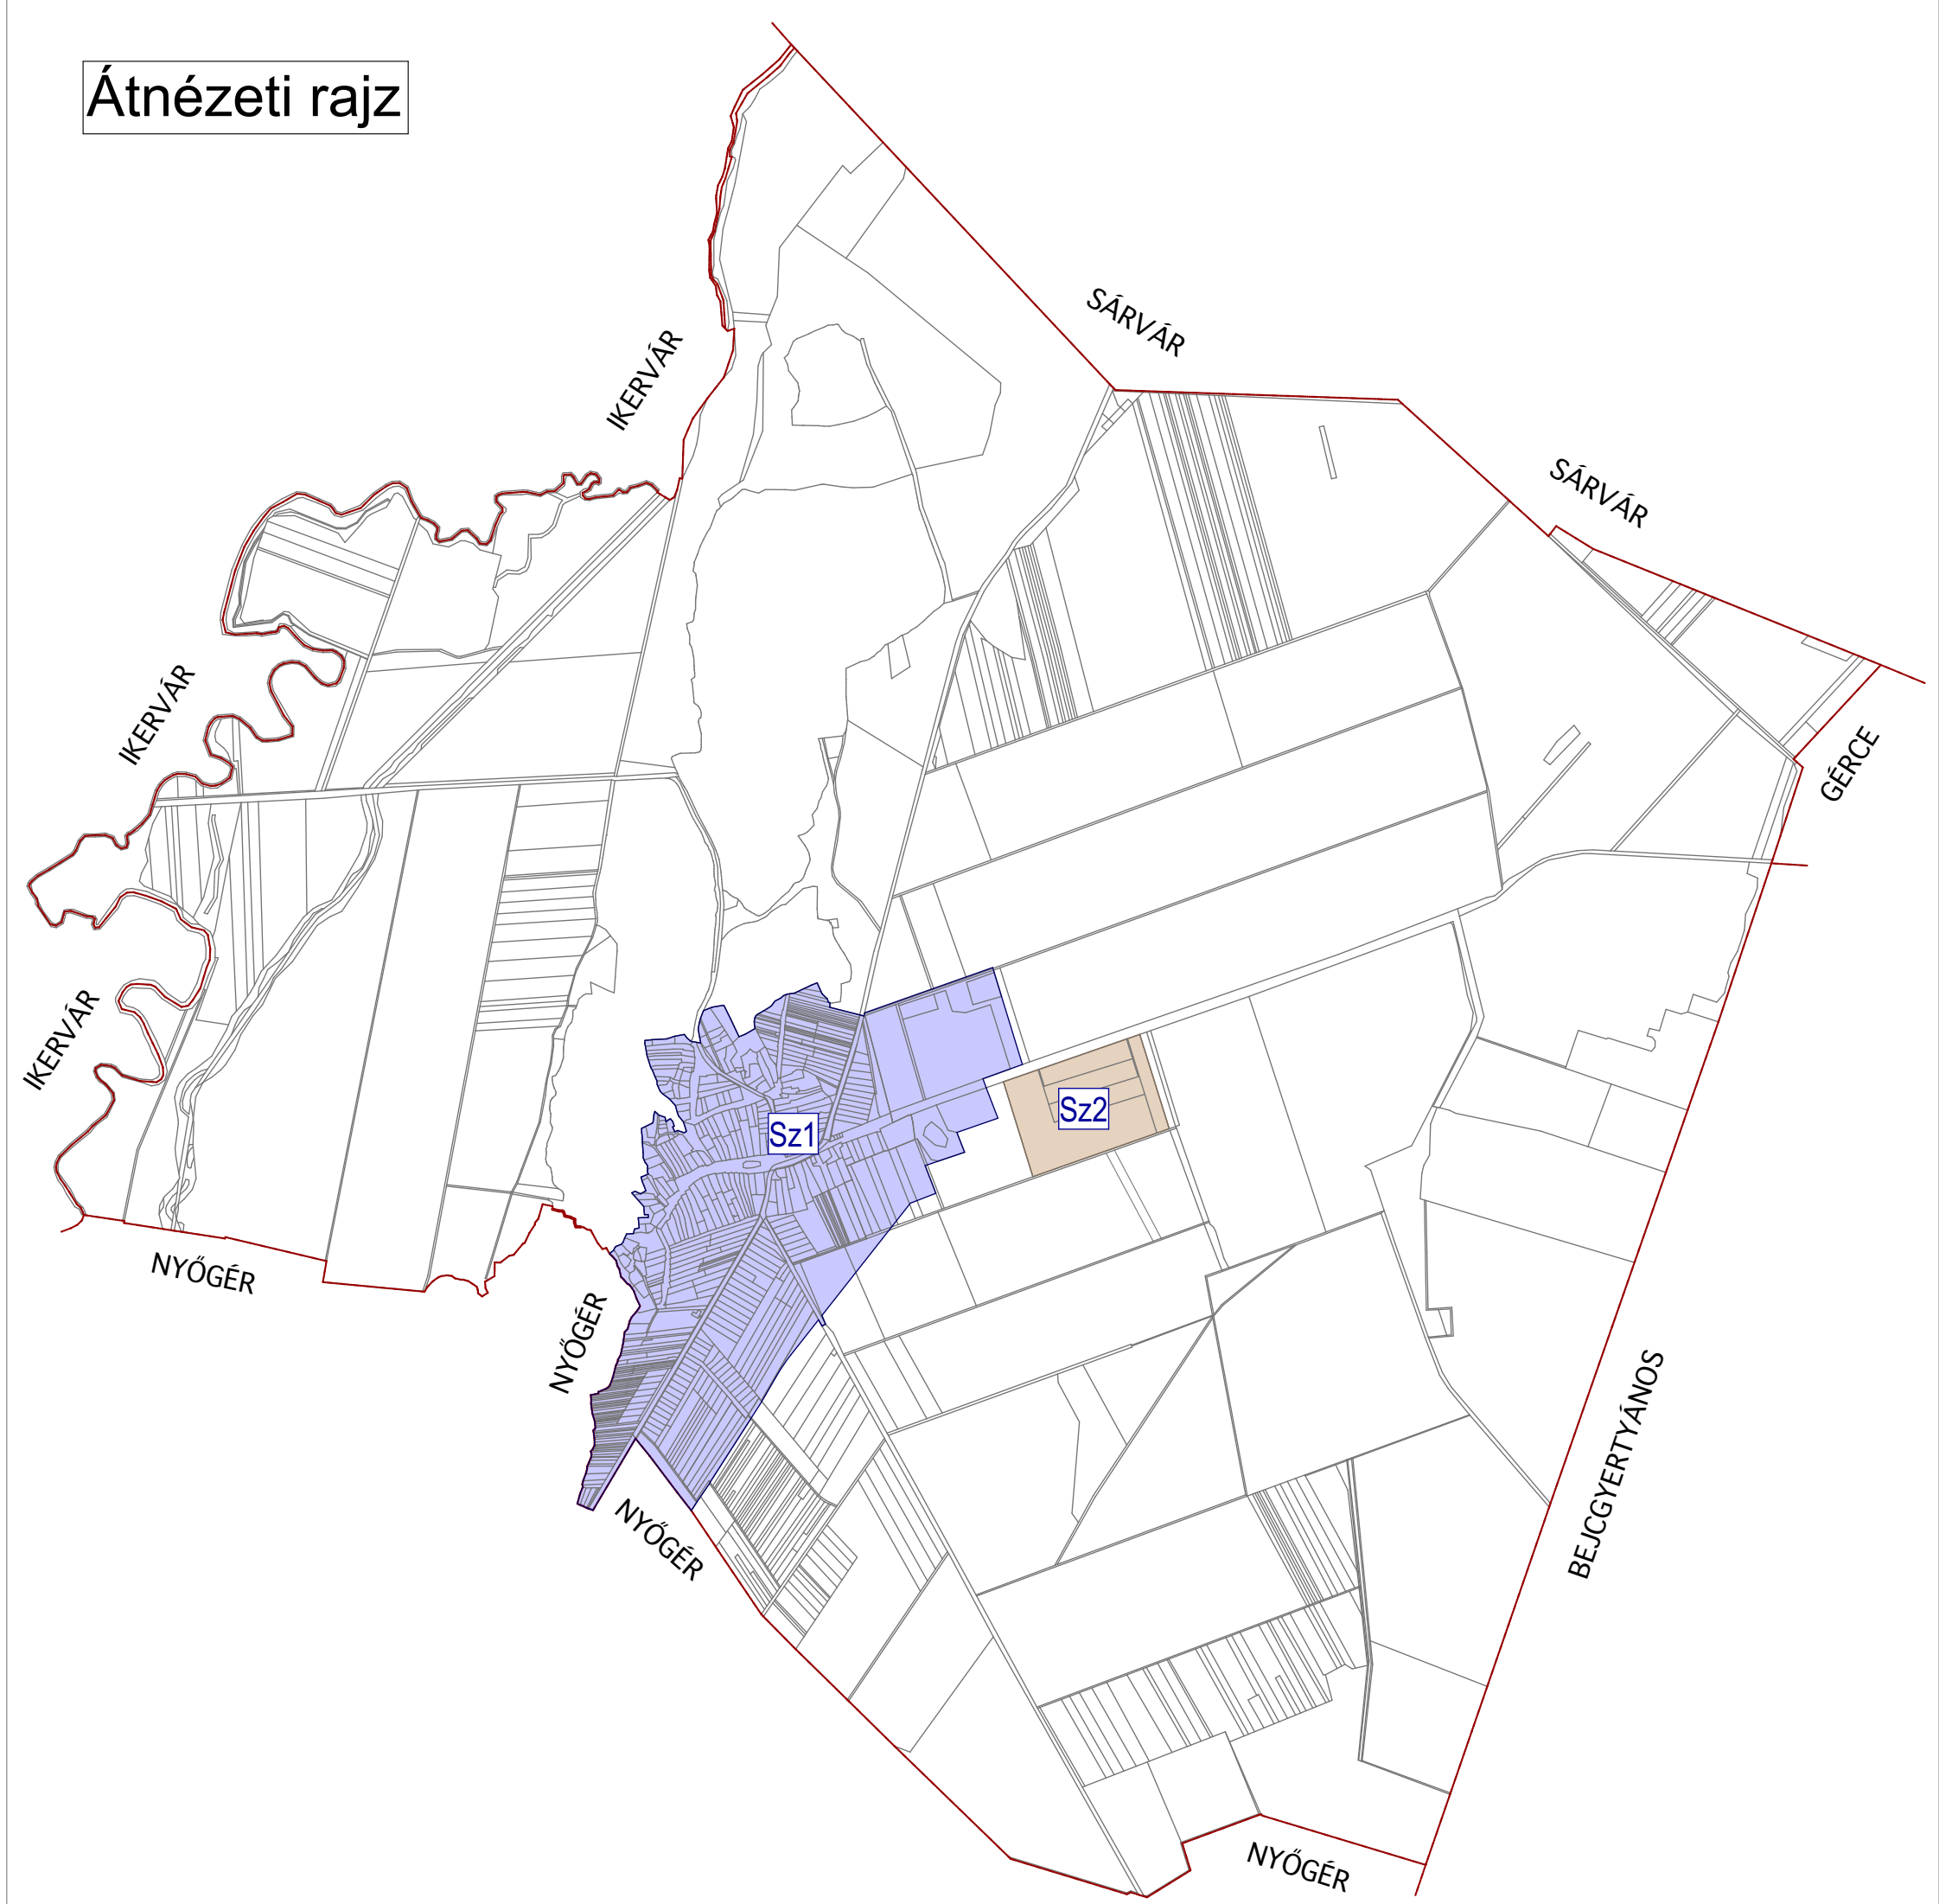 Átnézeti rajz
SÁRVÁR
IKERVÁR
SÁRVÁR
IKERVÁR
GÉRCE
IKERVÁR
Sz2
Sz1
NYŐGÉR
NYŐGÉR
BEJCGYERTYÁNOS
NYŐGÉR
NYŐGÉR